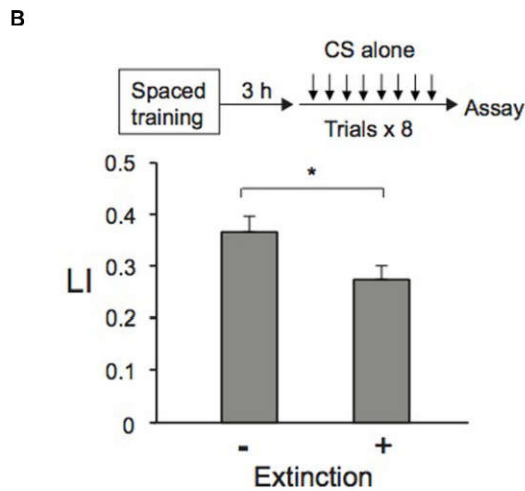 B
CS alone
Spaced
training
3 h
Assay
Trials x 8
0.5
*
0.4
0.3
LI
0.2
0.1
0
- +
Extinction